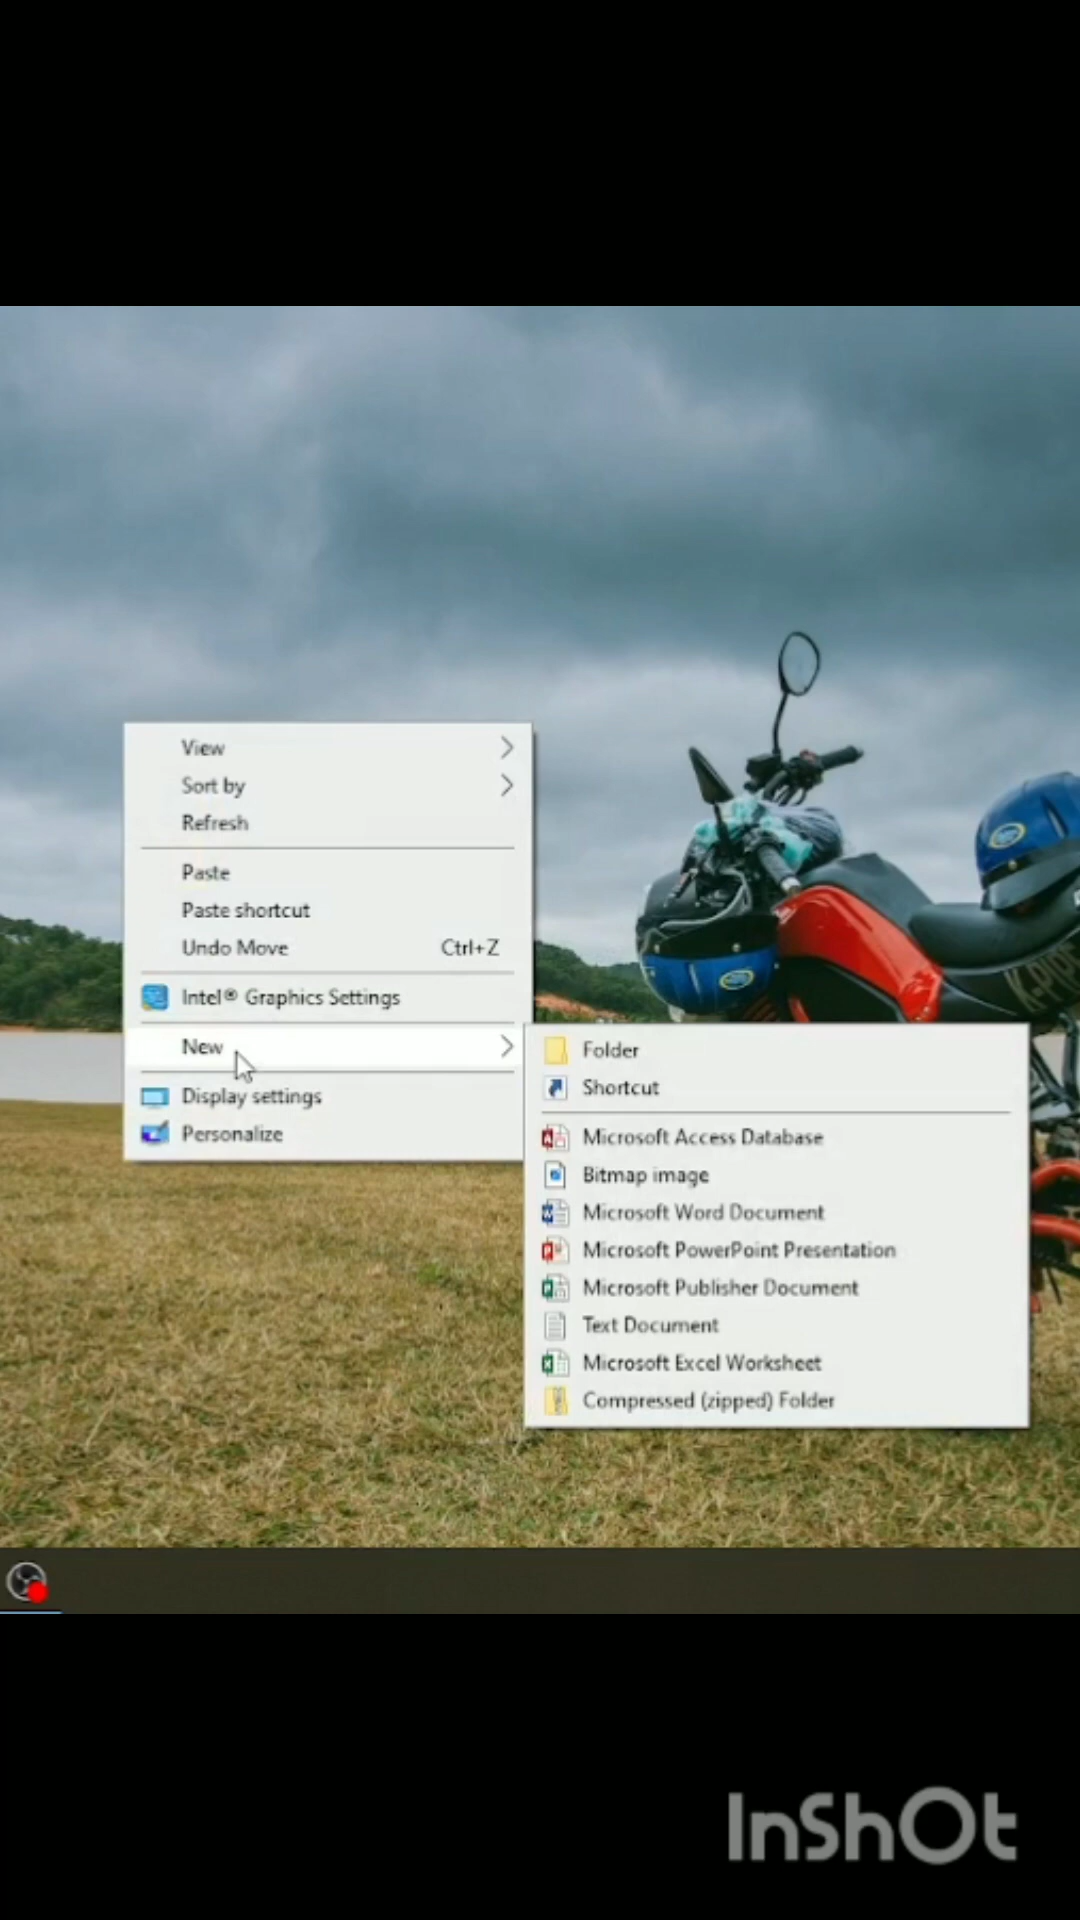 View
Sort by
Refresh
Paste
Paste shortcut
Undo Move Ctrl+Z
Intel® Graphics Settings
New
Display settings
Personalize
Folder
Shortcut
Microsoft Access Database
Bitmap image
Microsoft Word Document
Microsoft PowerPoint Presentation
Microsoft Publisher Document
Text Document
Microsoft Excel Worksheet
Compressed (zipped) Folder
InShOt